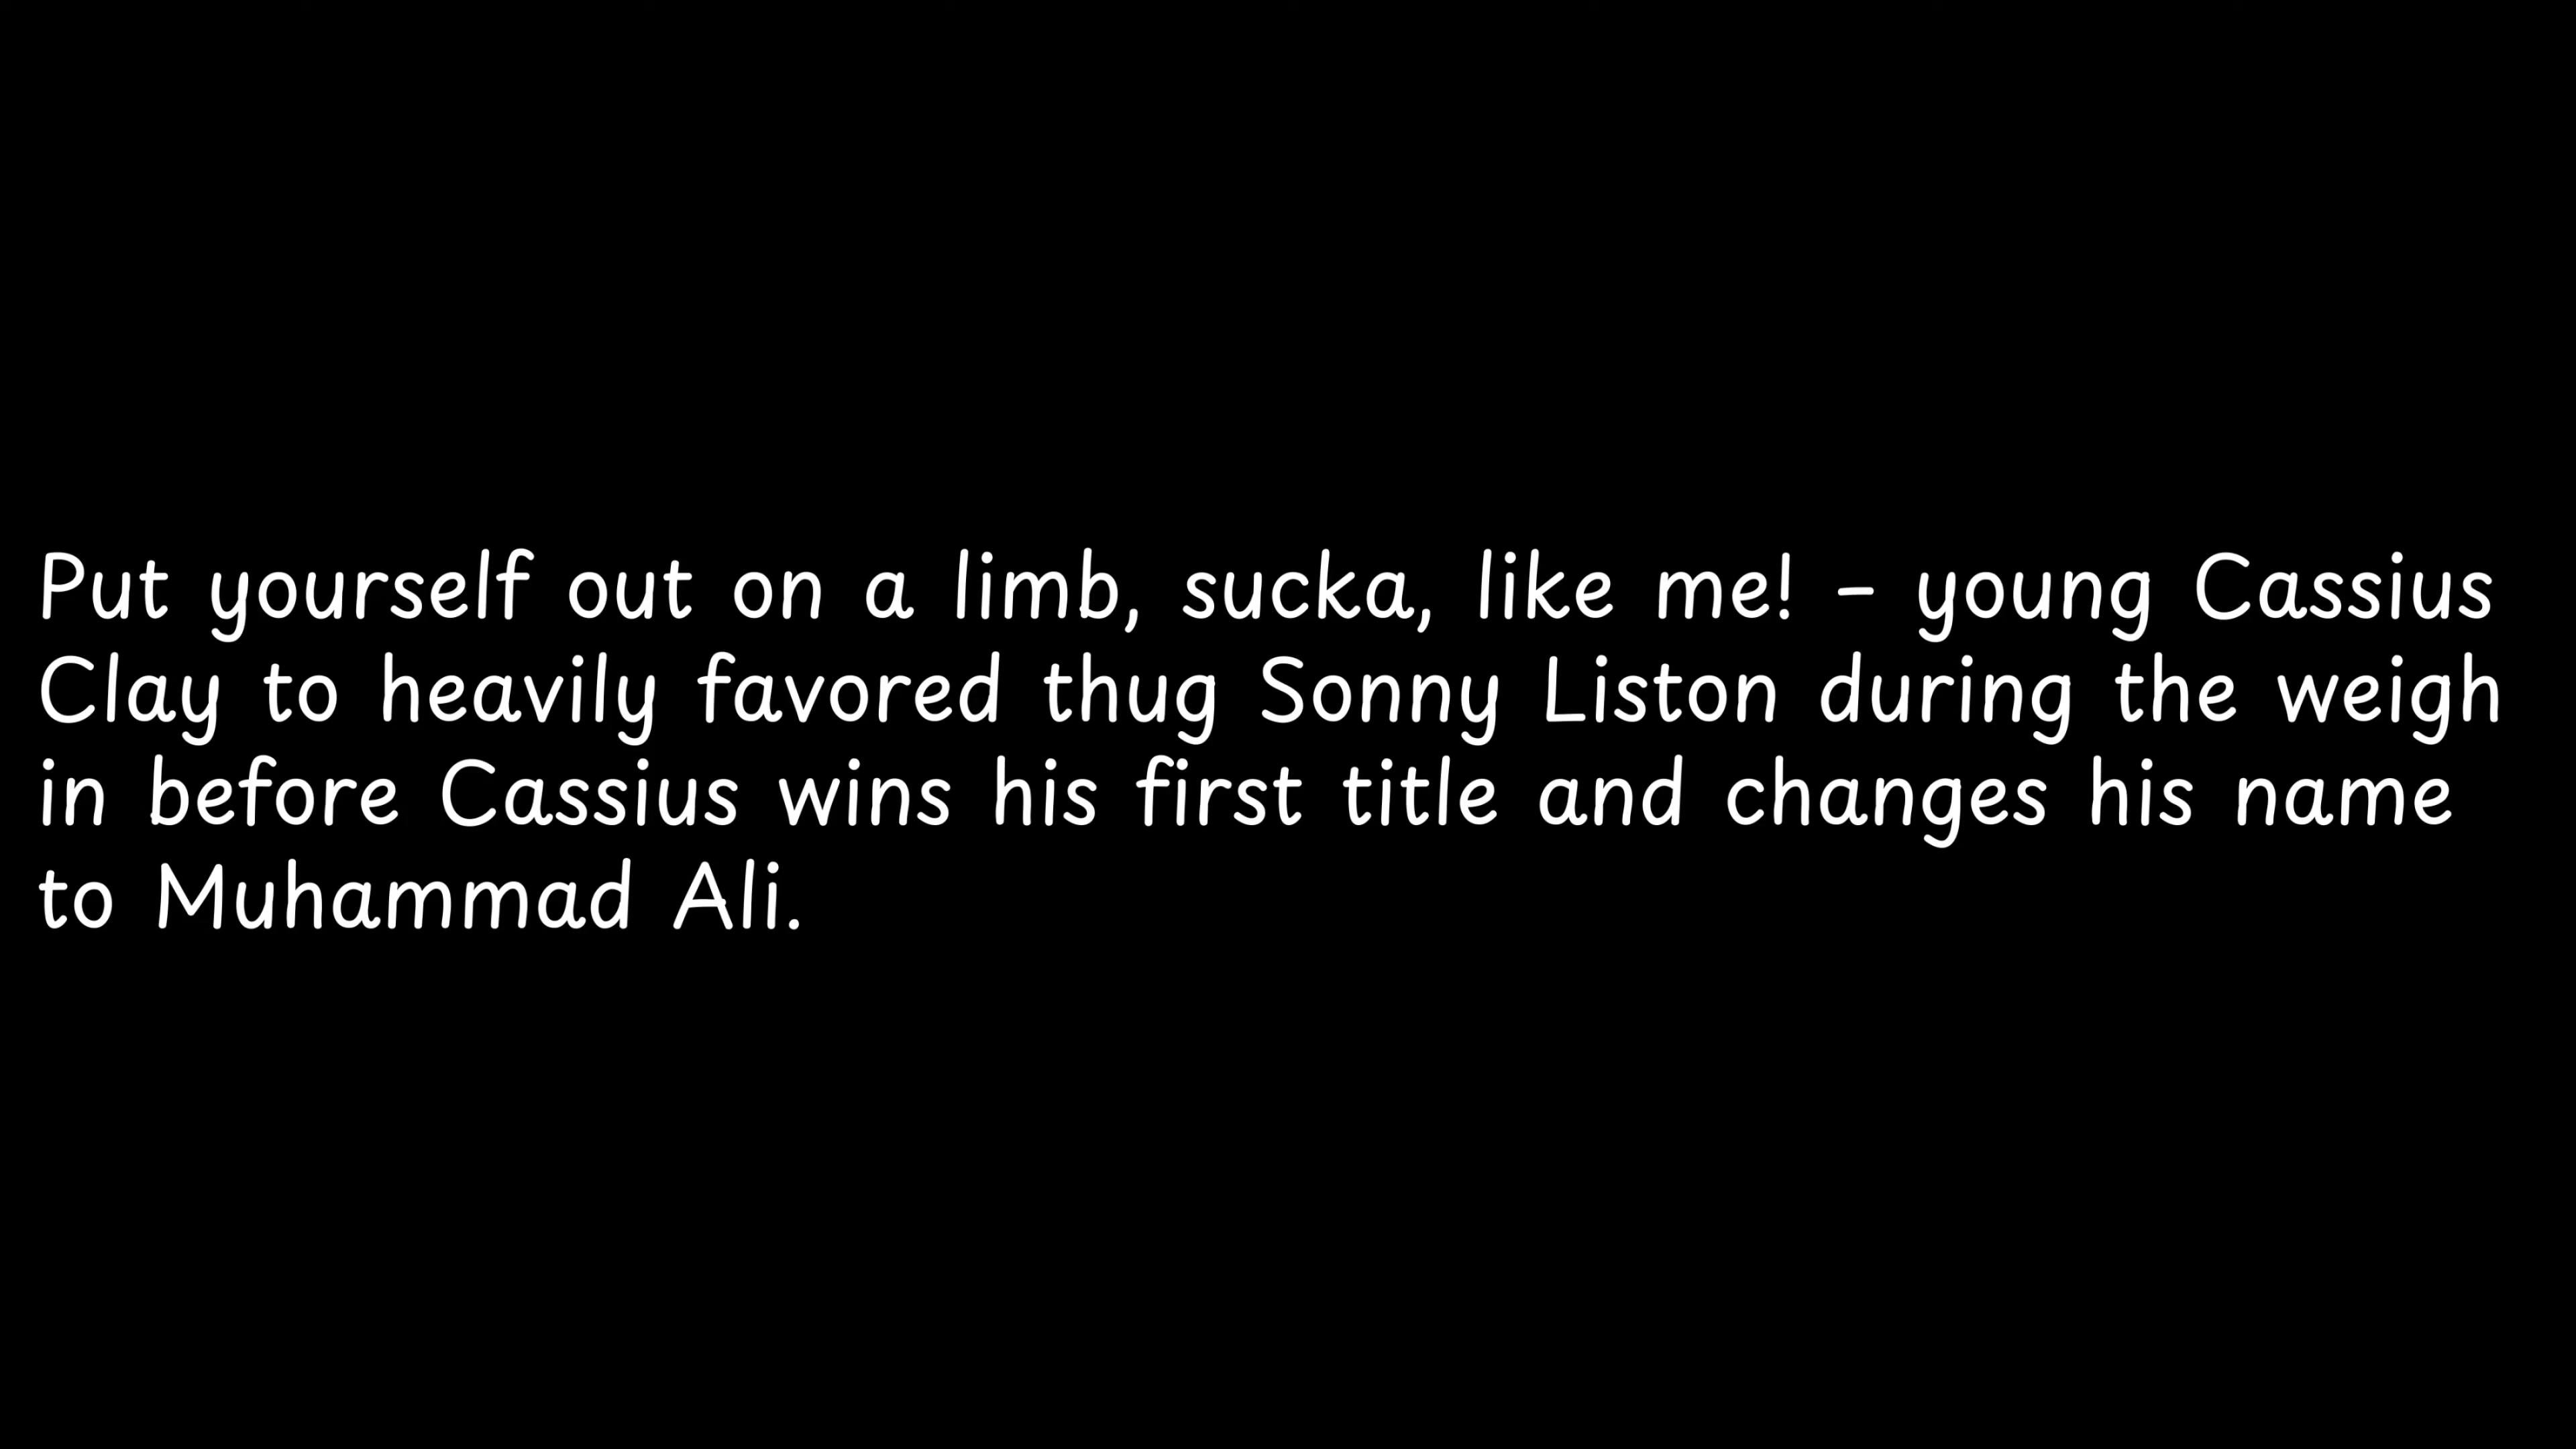 Put yourself out on a limb, sucka, like me! - young Cassius
Clay to heavily favored thug Sonny Liston during the weigh
in before Cassius wins his first title and changes his name
to Muhammad Ali.